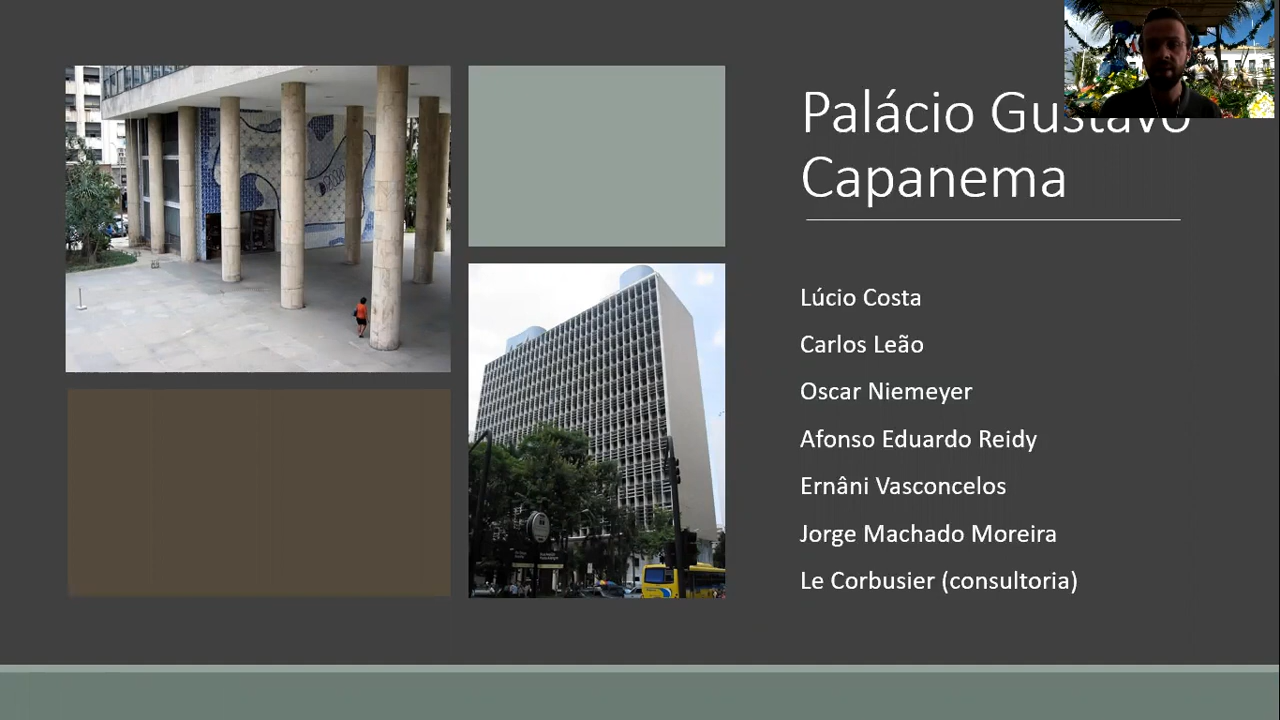 Palácio Gustavo
Capanema
Lúcio Costa
Carlos Leão
Oscar Niemeyer
Afonso Eduardo Reidy
Ernâni Vasconcelos
Jorge Machado Moreira
Le Corbusier (consultoria)